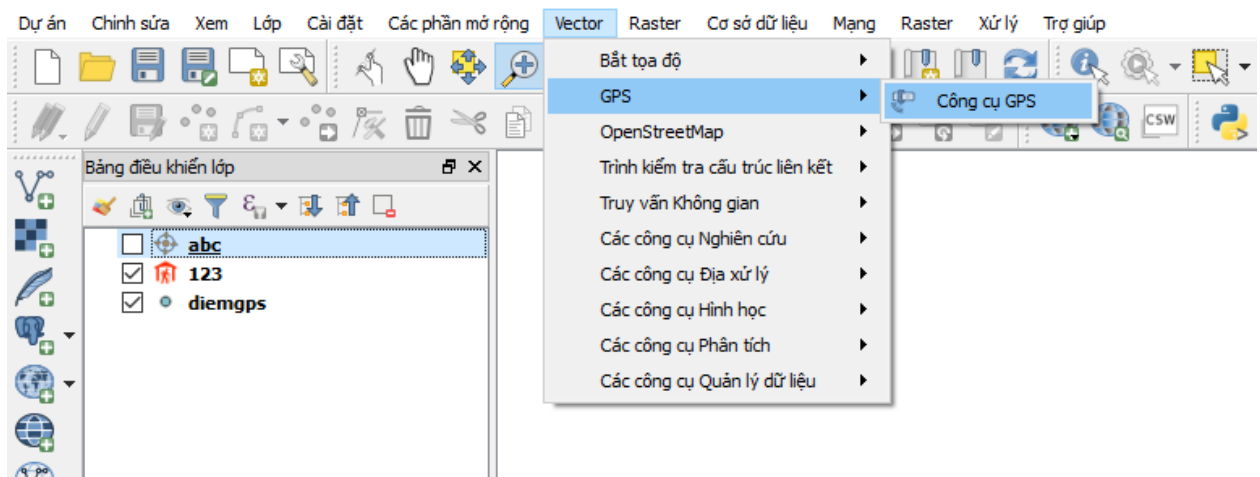 Dự án Chỉnh sửa Xem Lớp Cài đặt Các phần mở rộng Vector Raster Cơ sở dữ liệu Mạng Raster Xử lý Trợ giúp
Bắt tọa độ
GPS
Công cụ GPS
OpenStreetMap
CSW
Bảng điều khiển lớp
Trình kiểm tra cấu trúc liên kết
Truy vấn Không gian
abc
Các công cụ Nghiên cứu
123
Các công cụ Địa xử lý
diemgps
Các công cụ Hình học
Các công cụ Phân tích
Các công cụ Quản lý dữ liệu